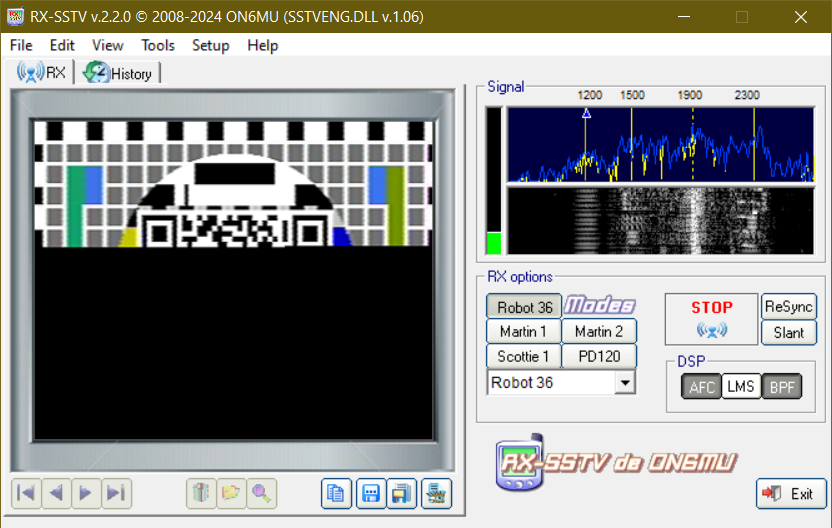 RX-SSTV v.2.2.0 © 2008-2024 ON6MU (SSTVENG.DLL v.1.06)
File Edit View Tools Setup Help
RX History
Signal
1200 1500 1900 2300
RX options
Robot 36 Modes
Martin 1 Martin 2
Scottie 1 PD120
Robot 36
STOP
ReSync
Slant
DSP
AFC LMS BPF
RX-SSTV de ON6MU
Exit